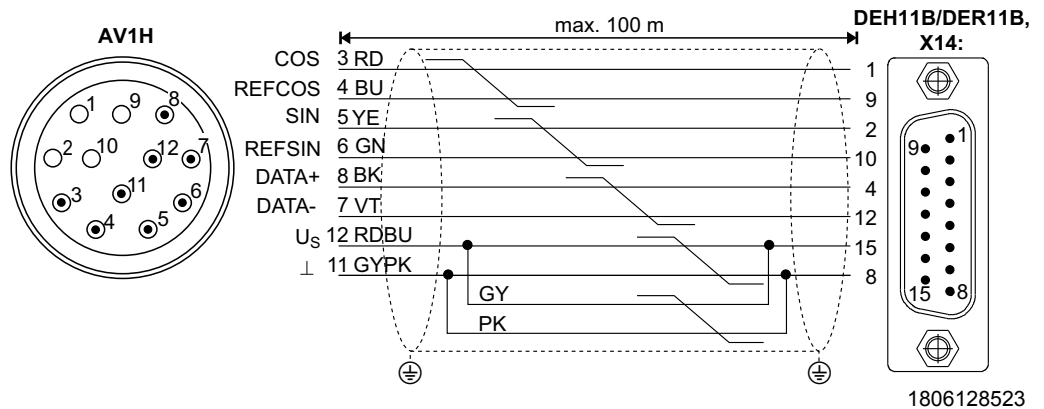 AV1H
max. 100 m
DEH11B/DER11B,
X14:
COS 3 RD 1
REFCOS 4 BU 9
SIN 5 YE 2
REFSIN 6 GN 10
DATA+ 8 BK 4
DATA- 7 VT 12
US 12 RDBU 15
⊥ 11 GYPK 8
GY
PK
1 9 8
2 10 12 7
3 11 6
4 5
9 1
15 8
1806128523